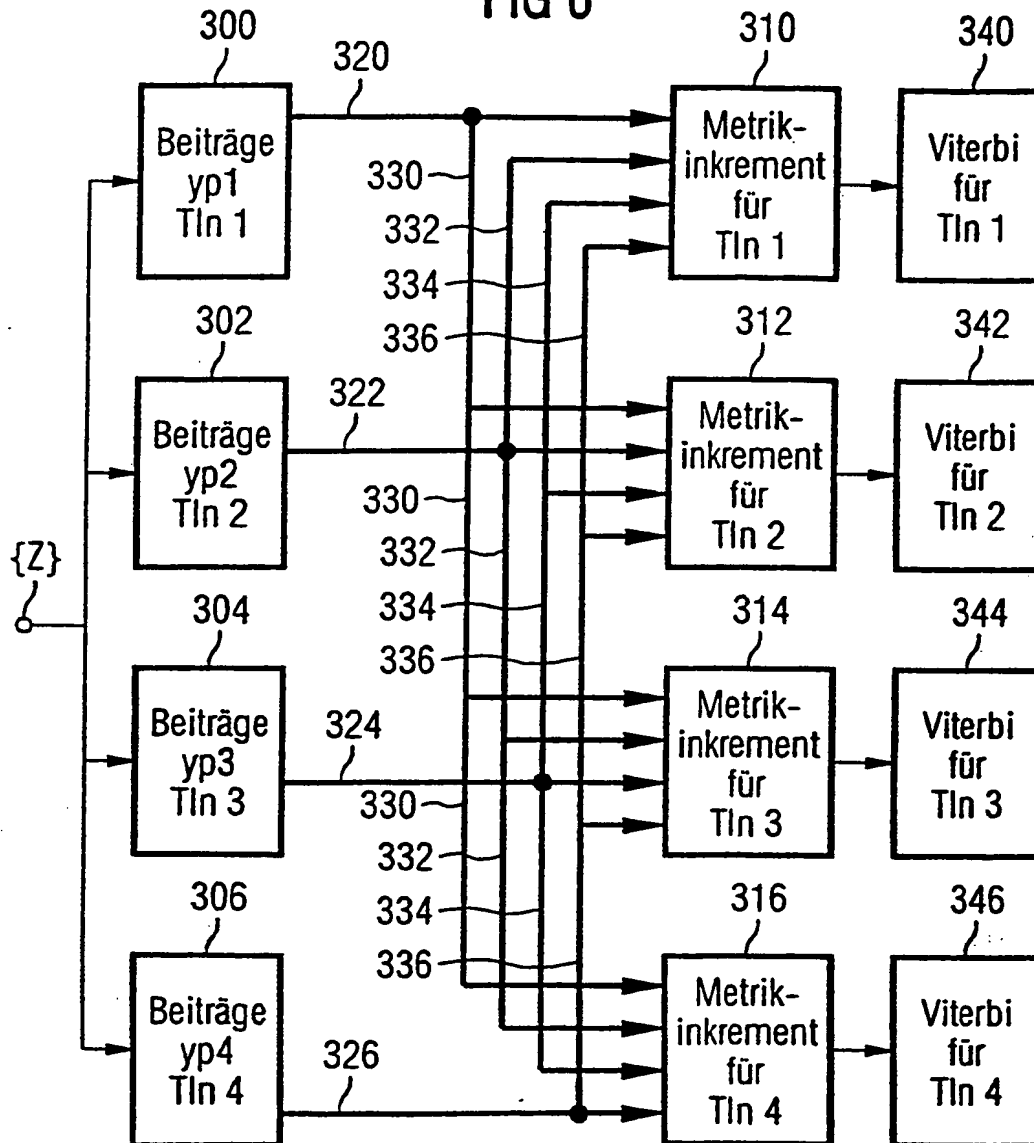 FIG
300
320
310
340
Beiträge
yp1
Tln 1
330
332
334
336
Metrik-
inkrement
für
Tln 1
Viterbi
für
Tln 1
302
322
312
342
Beiträge
yp2
Tln 2
330
332
334
336
Metrik-
inkrement
für
Tln 2
Viterbi
für
Tln 2
{Z}
304
324
314
344
Beiträge
yp3
Tln 3
330
332
334
336
Metrik-
inkrement
für
Tln 3
Viterbi
für
Tln 3
306
326
316
346
Beiträge
yp4
Tln 4
Metrik-
inkrement
für
Tln 4
Viterbi
für
Tln 4